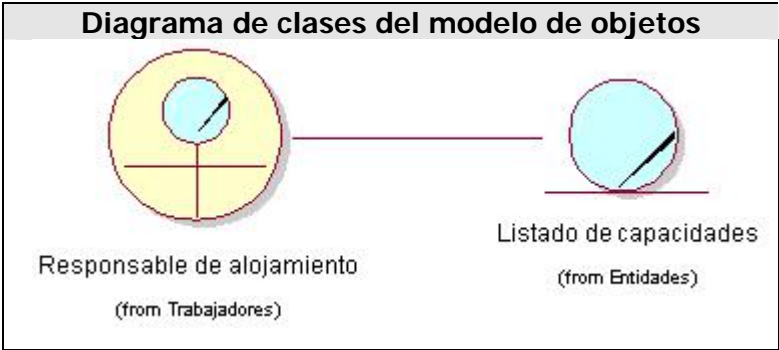 Diagrama de clases del modelo de objetos
Responsable de alojamiento
(from Trabajadores)
Listado de capacidades
(from Entidades)